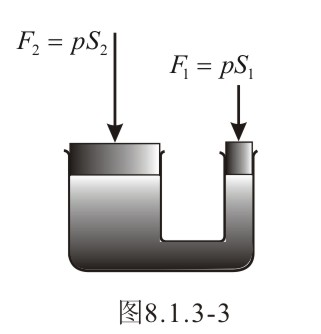 F₂ = pS₂
F₁ = pS₁
图8.1.3-3